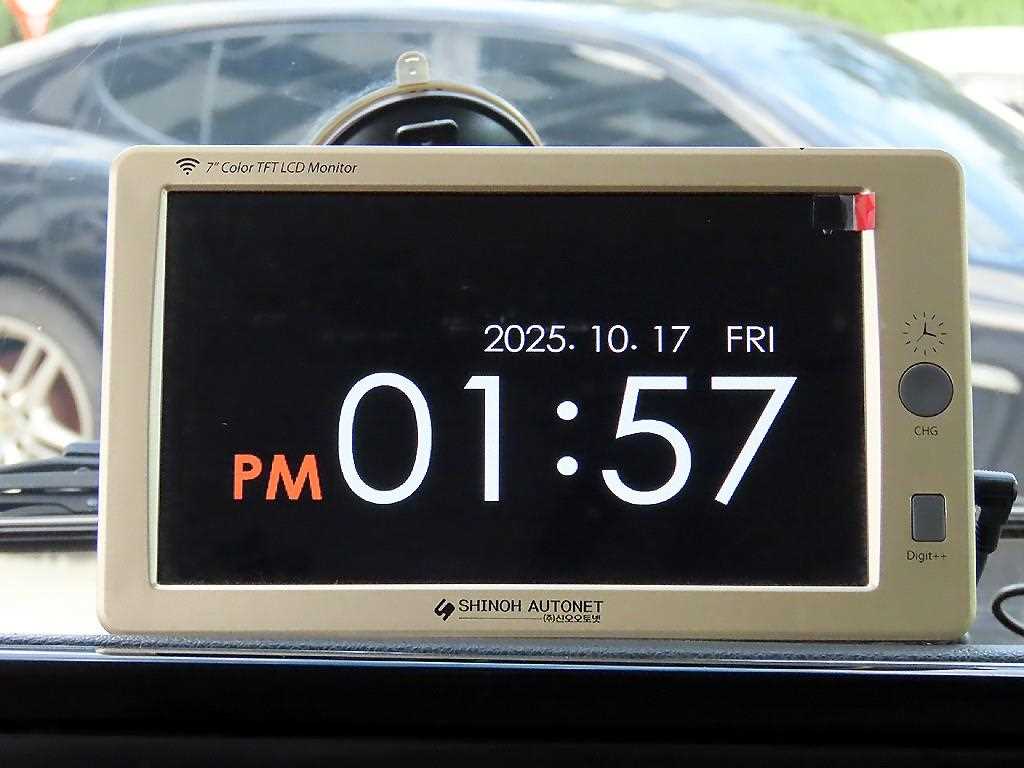 7" Color TFT LCD Monitor
2025. 10. 17 FRI
PM 01:57
CHG
Digit++
SHINOH AUTONET
(주)신오오토넷